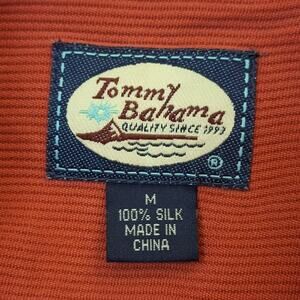 Tommy
Bahama
QUALITY SINCE 1993
®
M
100% SILK
MADE IN
CHINA